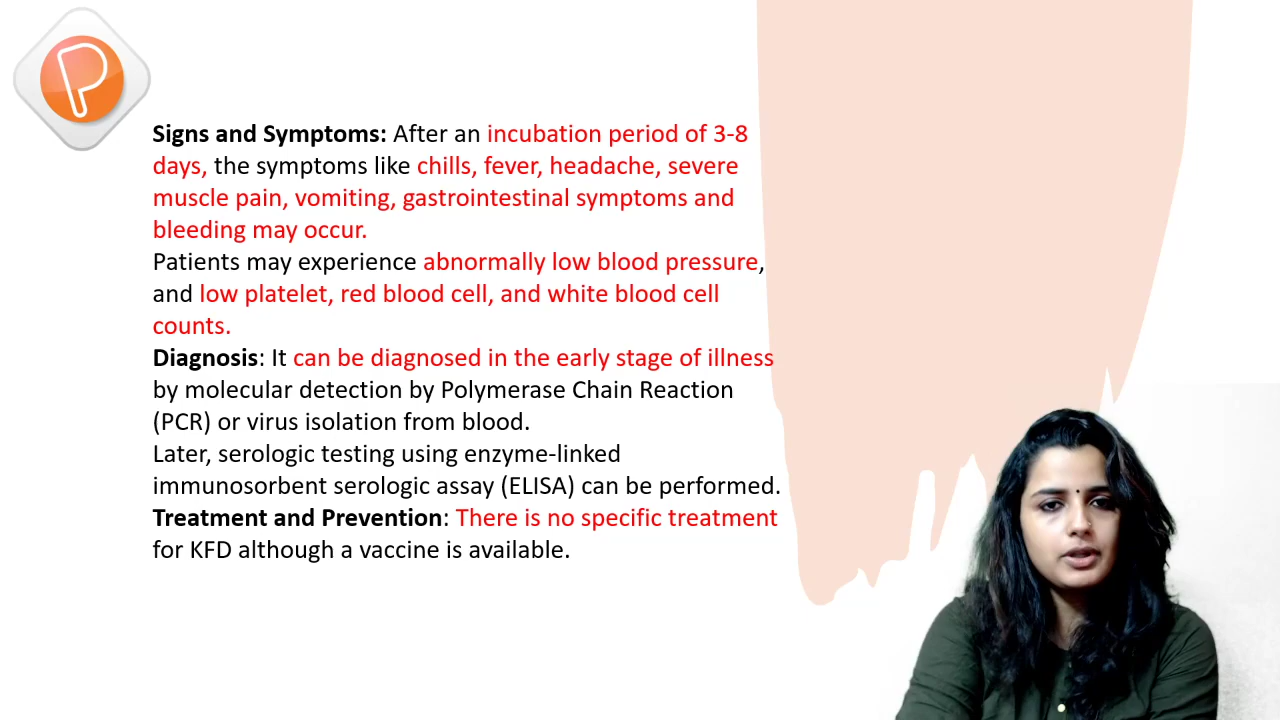 P
Signs and Symptoms: After an incubation period of 3-8
days, the symptoms like chills, fever, headache, severe
muscle pain, vomiting, gastrointestinal symptoms and
bleeding may occur.
Patients may experience abnormally low blood pressure,
and low platelet, red blood cell, and white blood cell
counts.
Diagnosis: It can be diagnosed in the early stage of illness
by molecular detection by Polymerase Chain Reaction
(PCR) or virus isolation from blood.
Later, serologic testing using enzyme-linked
immunosorbent serologic assay (ELISA) can be performed.
Treatment and Prevention: There is no specific treatment
for KFD although a vaccine is available.